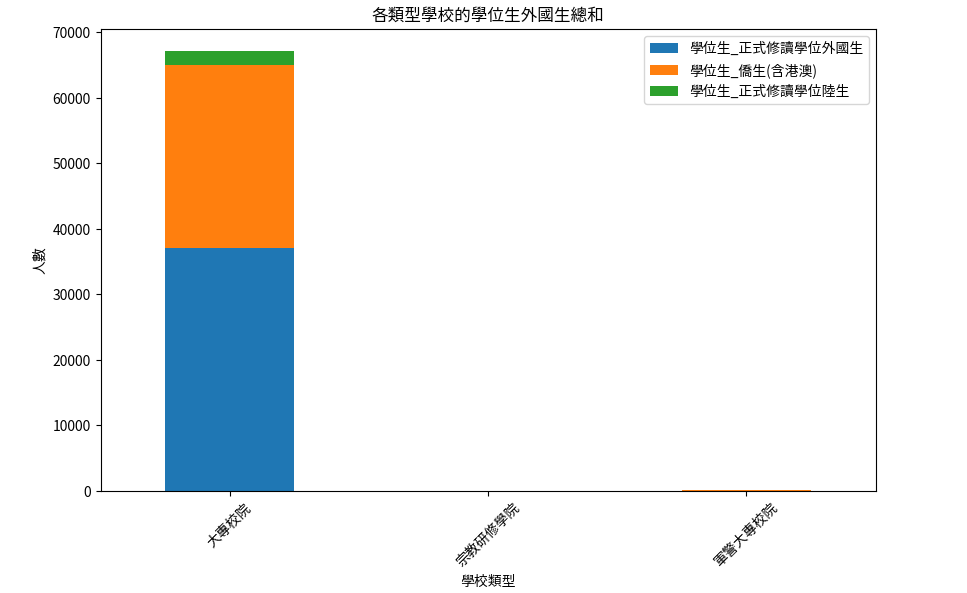 各類型學校的學位生外國生總和
70000
60000
50000
40000
30000
20000
10000
0
人數
學位生_正式修讀學位外國生
學位生_僑生(含港澳)
學位生_正式修讀學位陸生
大專校院
宗教研修學院
軍警大專校院
學校類型